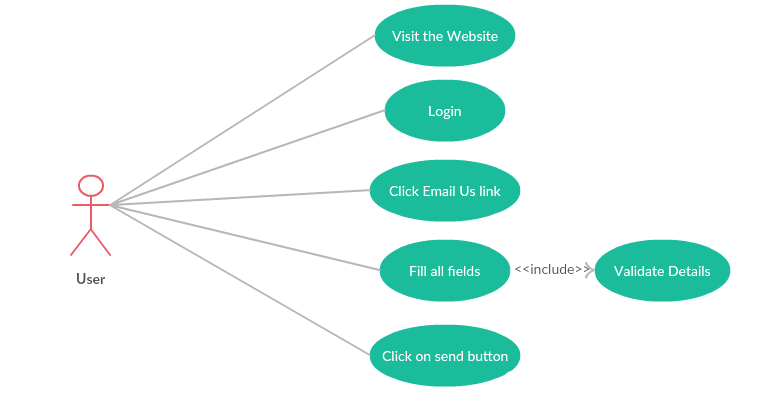 Visit the Website
Login
Click Email Us link
Fill all fields
<<include>>
Validate Details
User
Click on send button